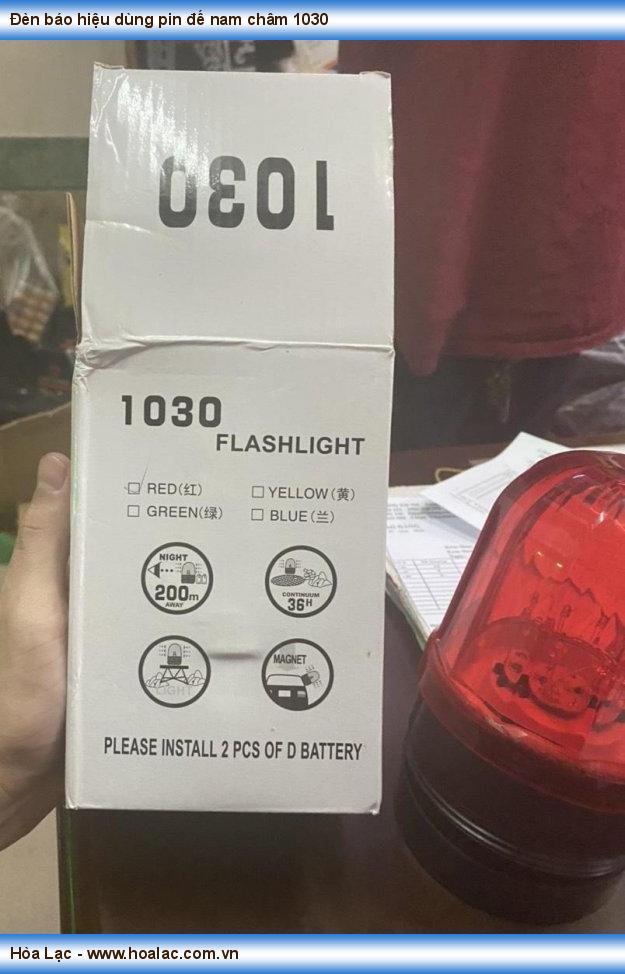 Đèn báo hiệu dùng pin đế nam châm 1030
1030
1030
FLASHLIGHT
☐ RED(红) ☐ YELLOW(黄)
☐ GREEN(绿) ☐ BLUE(兰)
NIGHT
200m
AWAY
CONTINUUM
36H
LIGHT
MAGNET
PLEASE INSTALL 2 PCS OF D BATTERY
Hòa Lạc - www.hoalac.com.vn